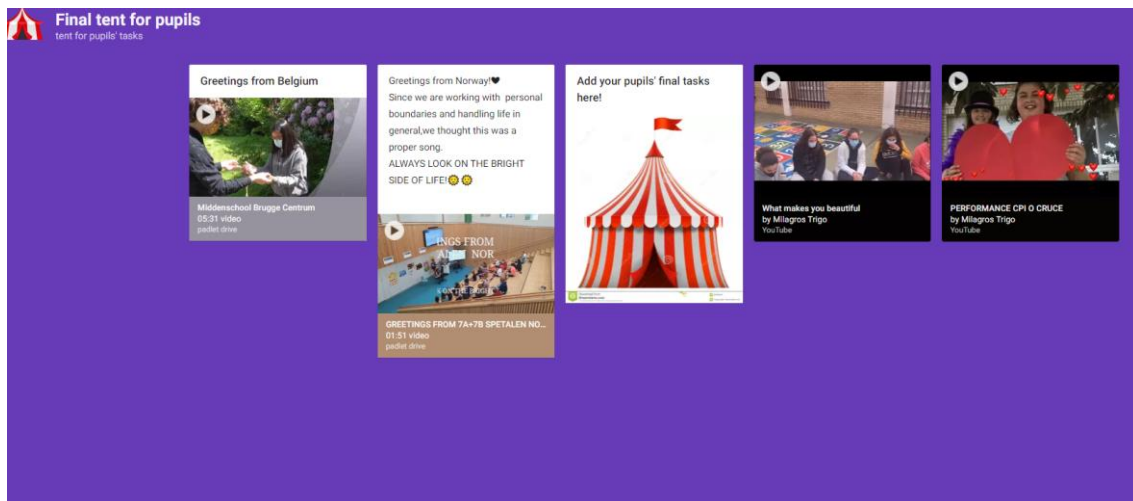 Final tent for pupils
tent for pupils' tasks
Greetings from Belgium
Middenschool Brugge Centrum
05:31 video
padlet drive
Greetings from Norway!🖤
Since we are working with personal
boundaries and handling life in
general,we thought this was a
proper song.
ALWAYS LOOK ON THE BRIGHT
SIDE OF LIFE!😊 😊
INGS FROM
NOR
GREETINGS FROM 7A+7B SPETALEN NO...
01:51 video
padlet drive
Add your pupils' final tasks
here!
What makes you beautiful
by Milagros Trigo
YouTube
PERFORMANCE CPI O CRUCE
by Milagros Trigo
YouTube